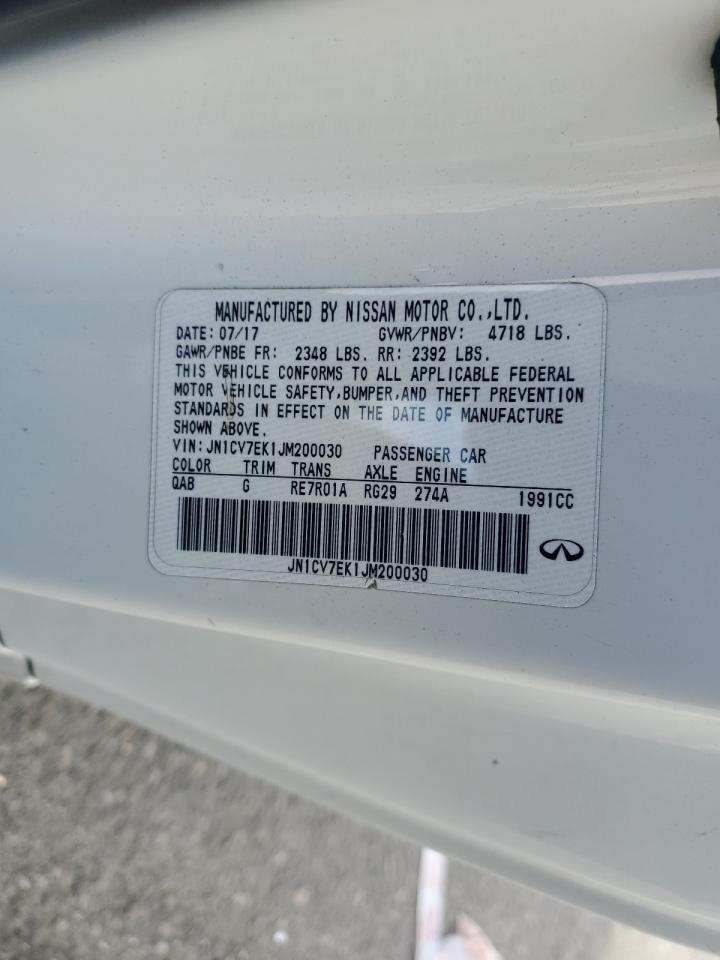 MANUFACTURED BY NISSAN MOTOR CO.,LTD.
DATE: 07/17 GVWR/PNBV: 4718 LBS.
GAWR/PNBE FR: 2348 LBS. RR: 2392 LBS.
THIS VEHICLE CONFORMS TO ALL APPLICABLE FEDERAL
MOTOR VEHICLE SAFETY,BUMPER,AND THEFT PREVENTION
STANDARDS IN EFFECT ON THE DATE OF MANUFACTURE
SHOWN ABOVE.
VIN:JN1CV7EK1JM200030 PASSENGER CAR
COLOR TRIM TRANS AXLE ENGINE
QAB G RE7R01A RG29 274A 1991CC
JN1CV7EK1JM200030